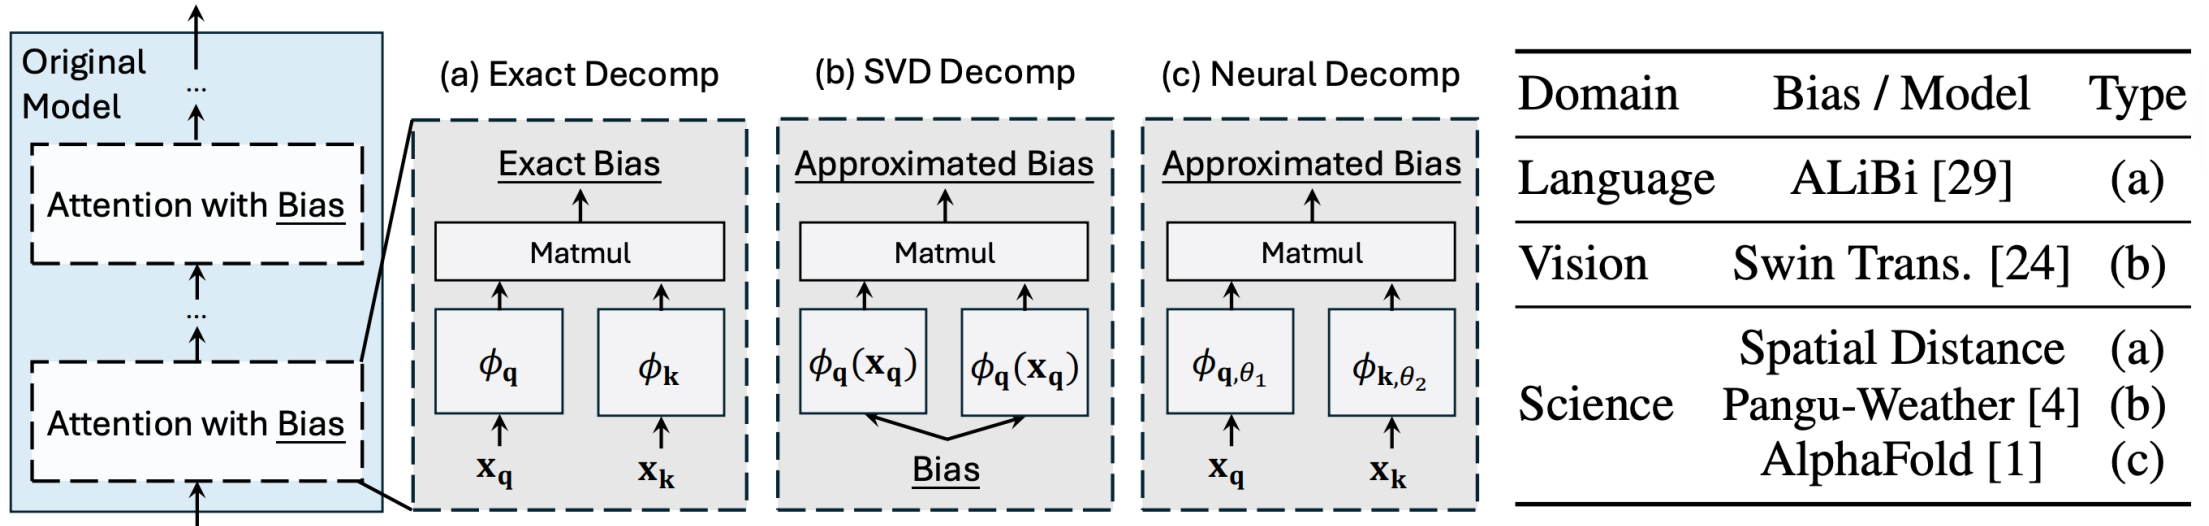 Original
Model
...
Attention with Bias
...
Attention with Bias
(a) Exact Decomp
Exact Bias
Matmul
ϕq
ϕk
xq
xk
(b) SVD Decomp
Approximated Bias
Matmul
ϕq(xq)
ϕq(xq)
Bias
(c) Neural Decomp
Approximated Bias
Matmul
ϕq,θ1
ϕk,θ2
xq
xk
Domain Bias / Model Type
Language ALiBi [29] (a)
Vision Swin Trans. [24] (b)
Spatial Distance (a)
Science Pangu-Weather [4] (b)
AlphaFold [1] (c)